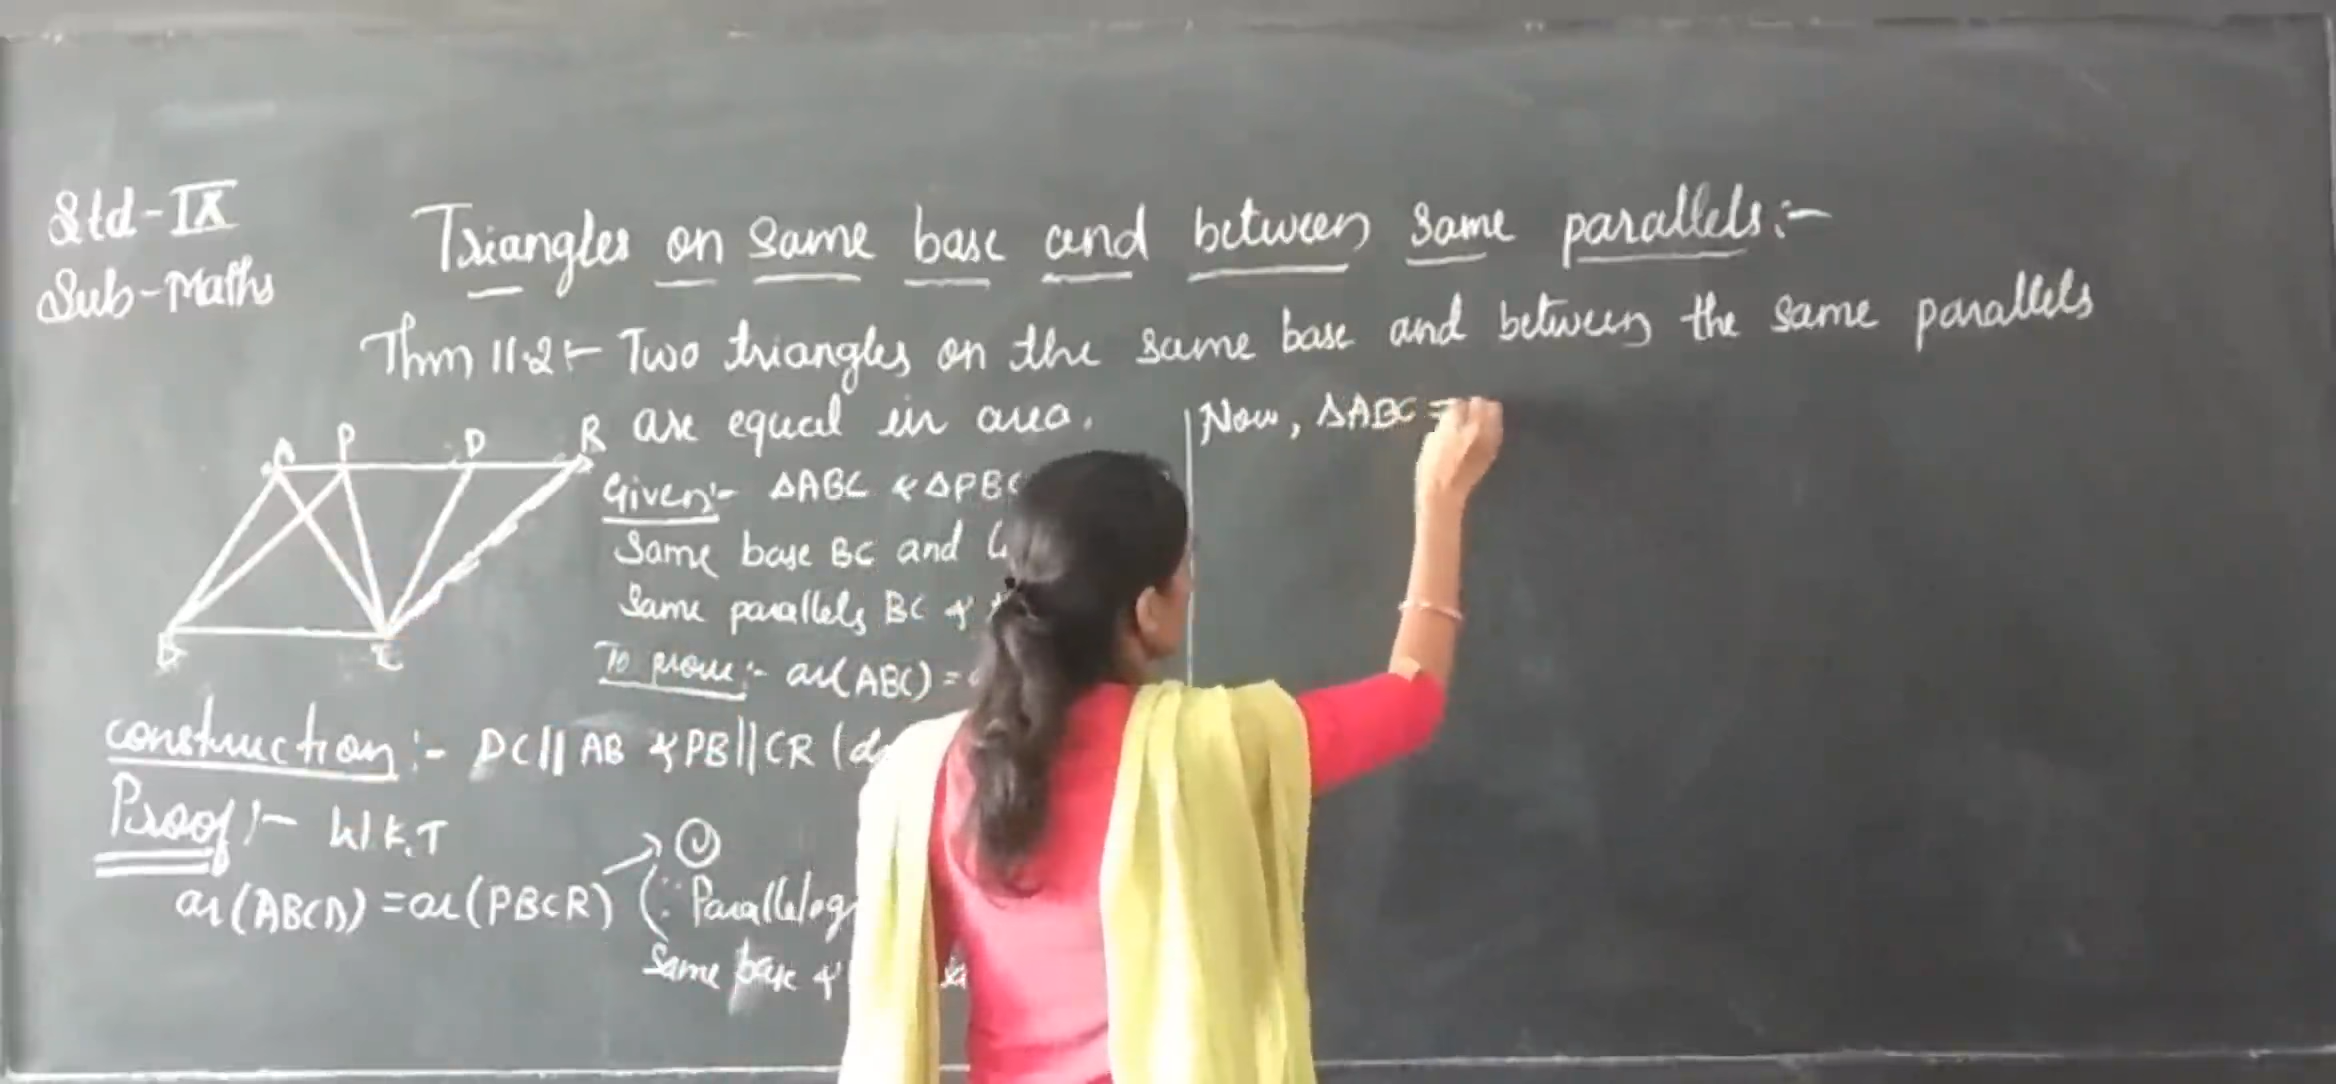 Std-IX
Sub-Maths
Triangles on same base and between same parallels:-
Thm 11.2:- Two triangles on the same base and between the same parallels
are equal in area.
A P D R
B C
Given:- ΔABC & ΔPBC
Same base BC and
Same parallels BC &
To prove:- ar(ABC) =
construction:- DC || AB & PB || CR (
Proof:- W.K.T
ar(ABCD) = ar(PBCR) → ①
(∵ Parallelog
Same base &
Now, ΔABC =